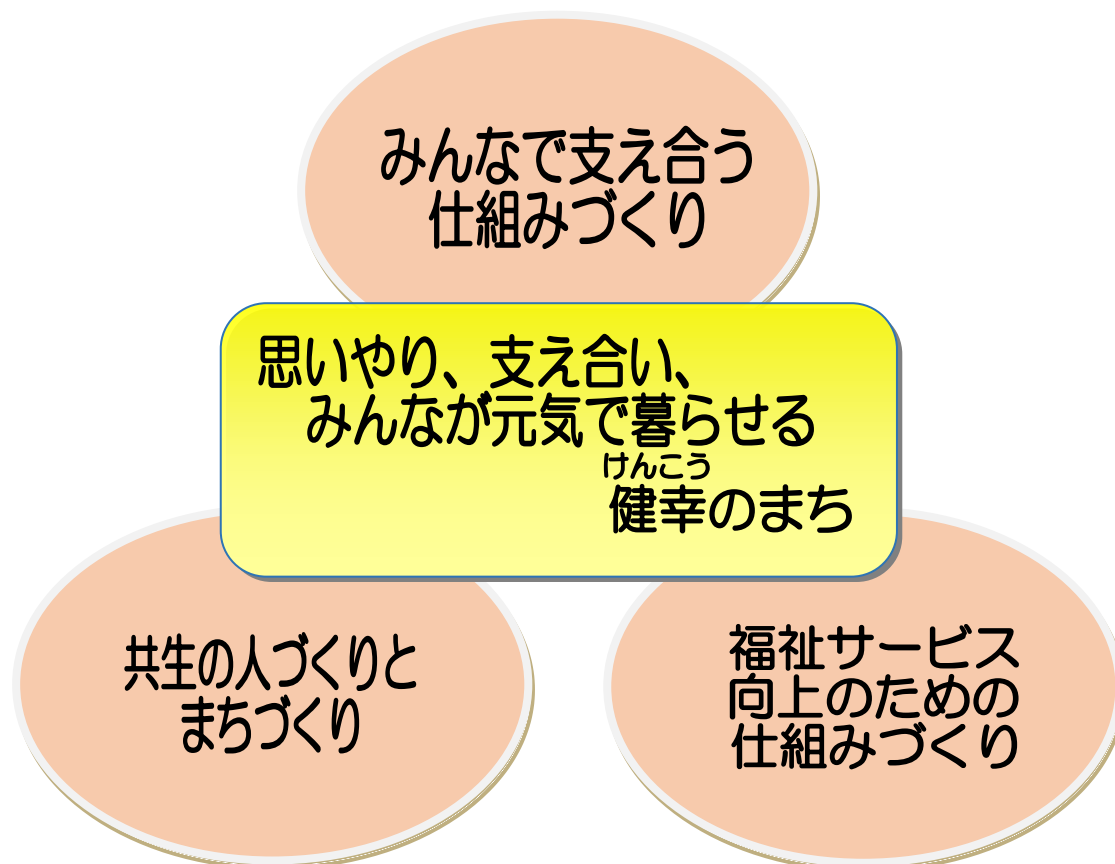 みんなで支え合う
仕組みづくり
思いやり、支え合い、
みんなが元気で暮らせる
けんこう
健幸のまち
共生の人づくりと
まちづくり
福祉サービス
向上のための
仕組みづくり